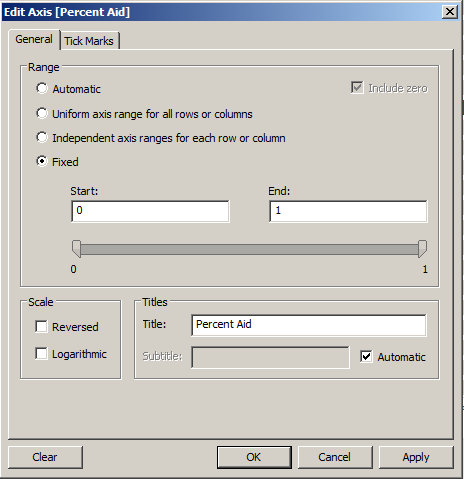 Edit Axis [Percent Aid]
General Tick Marks
Range
Automatic Include zero
Uniform axis range for all rows or columns
Independent axis ranges for each row or column
Fixed
Start: End:
0 1
0 1
Scale Titles
Reversed Title: Percent Aid
Logarithmic Subtitle: Automatic
Clear OK Cancel Apply